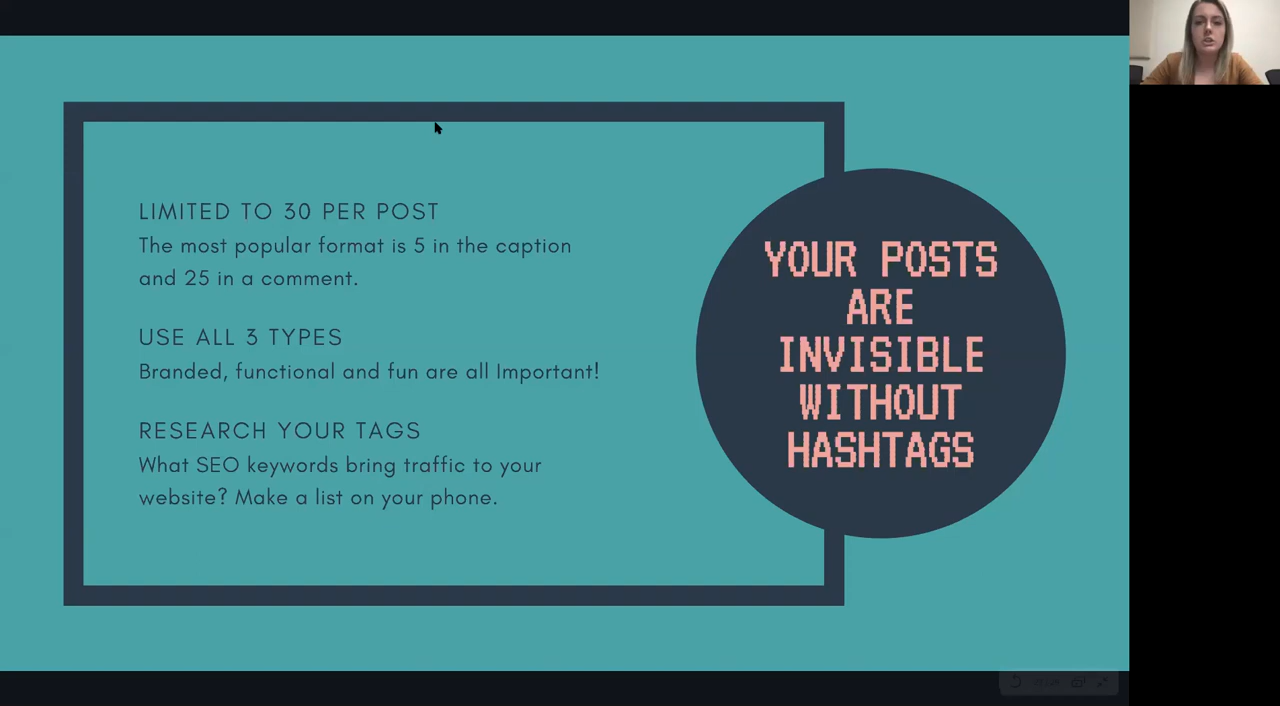 LIMITED TO 30 PER POST
The most popular format is 5 in the caption
and 25 in a comment.
USE ALL 3 TYPES
Branded, functional and fun are all Important!
RESEARCH YOUR TAGS
What SEO keywords bring traffic to your
website? Make a list on your phone.
YOUR POSTS
ARE
INVISIBLE
WITHOUT
HASHTAGS